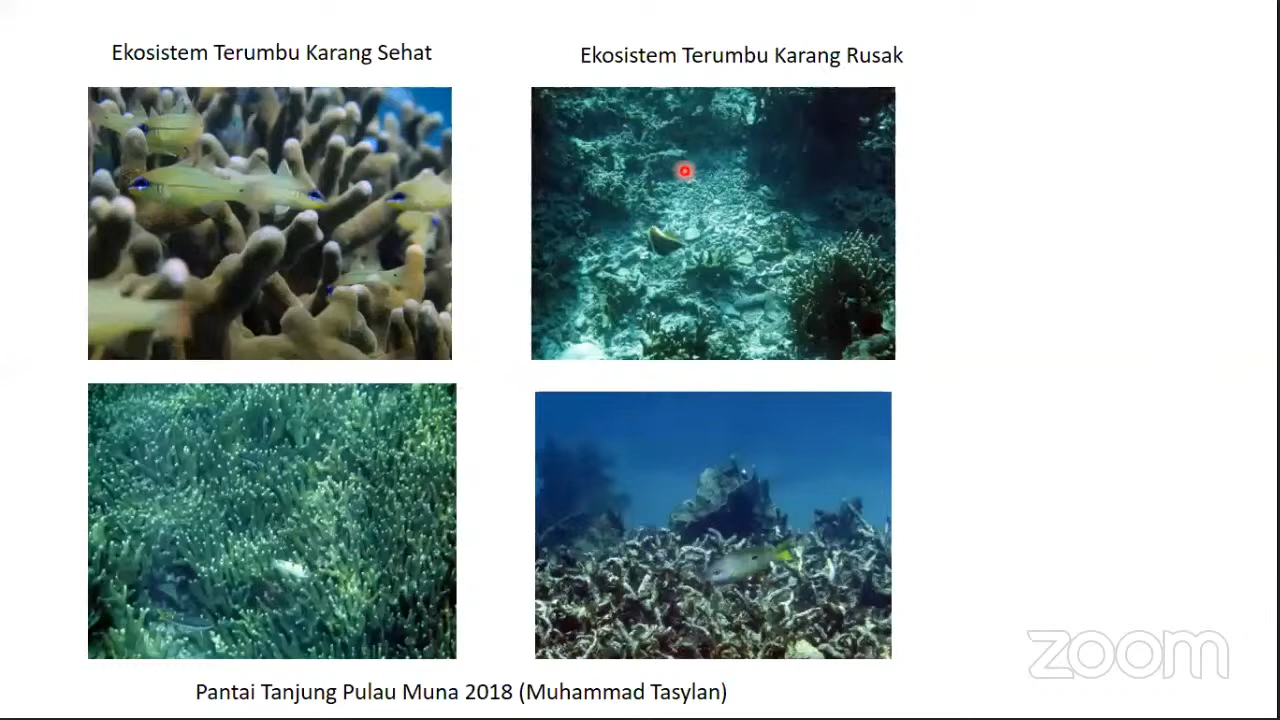 Ekosistem Terumbu Karang Sehat
Ekosistem Terumbu Karang Rusak
Pantai Tanjung Pulau Muna 2018 (Muhammad Tasylan)
zoom